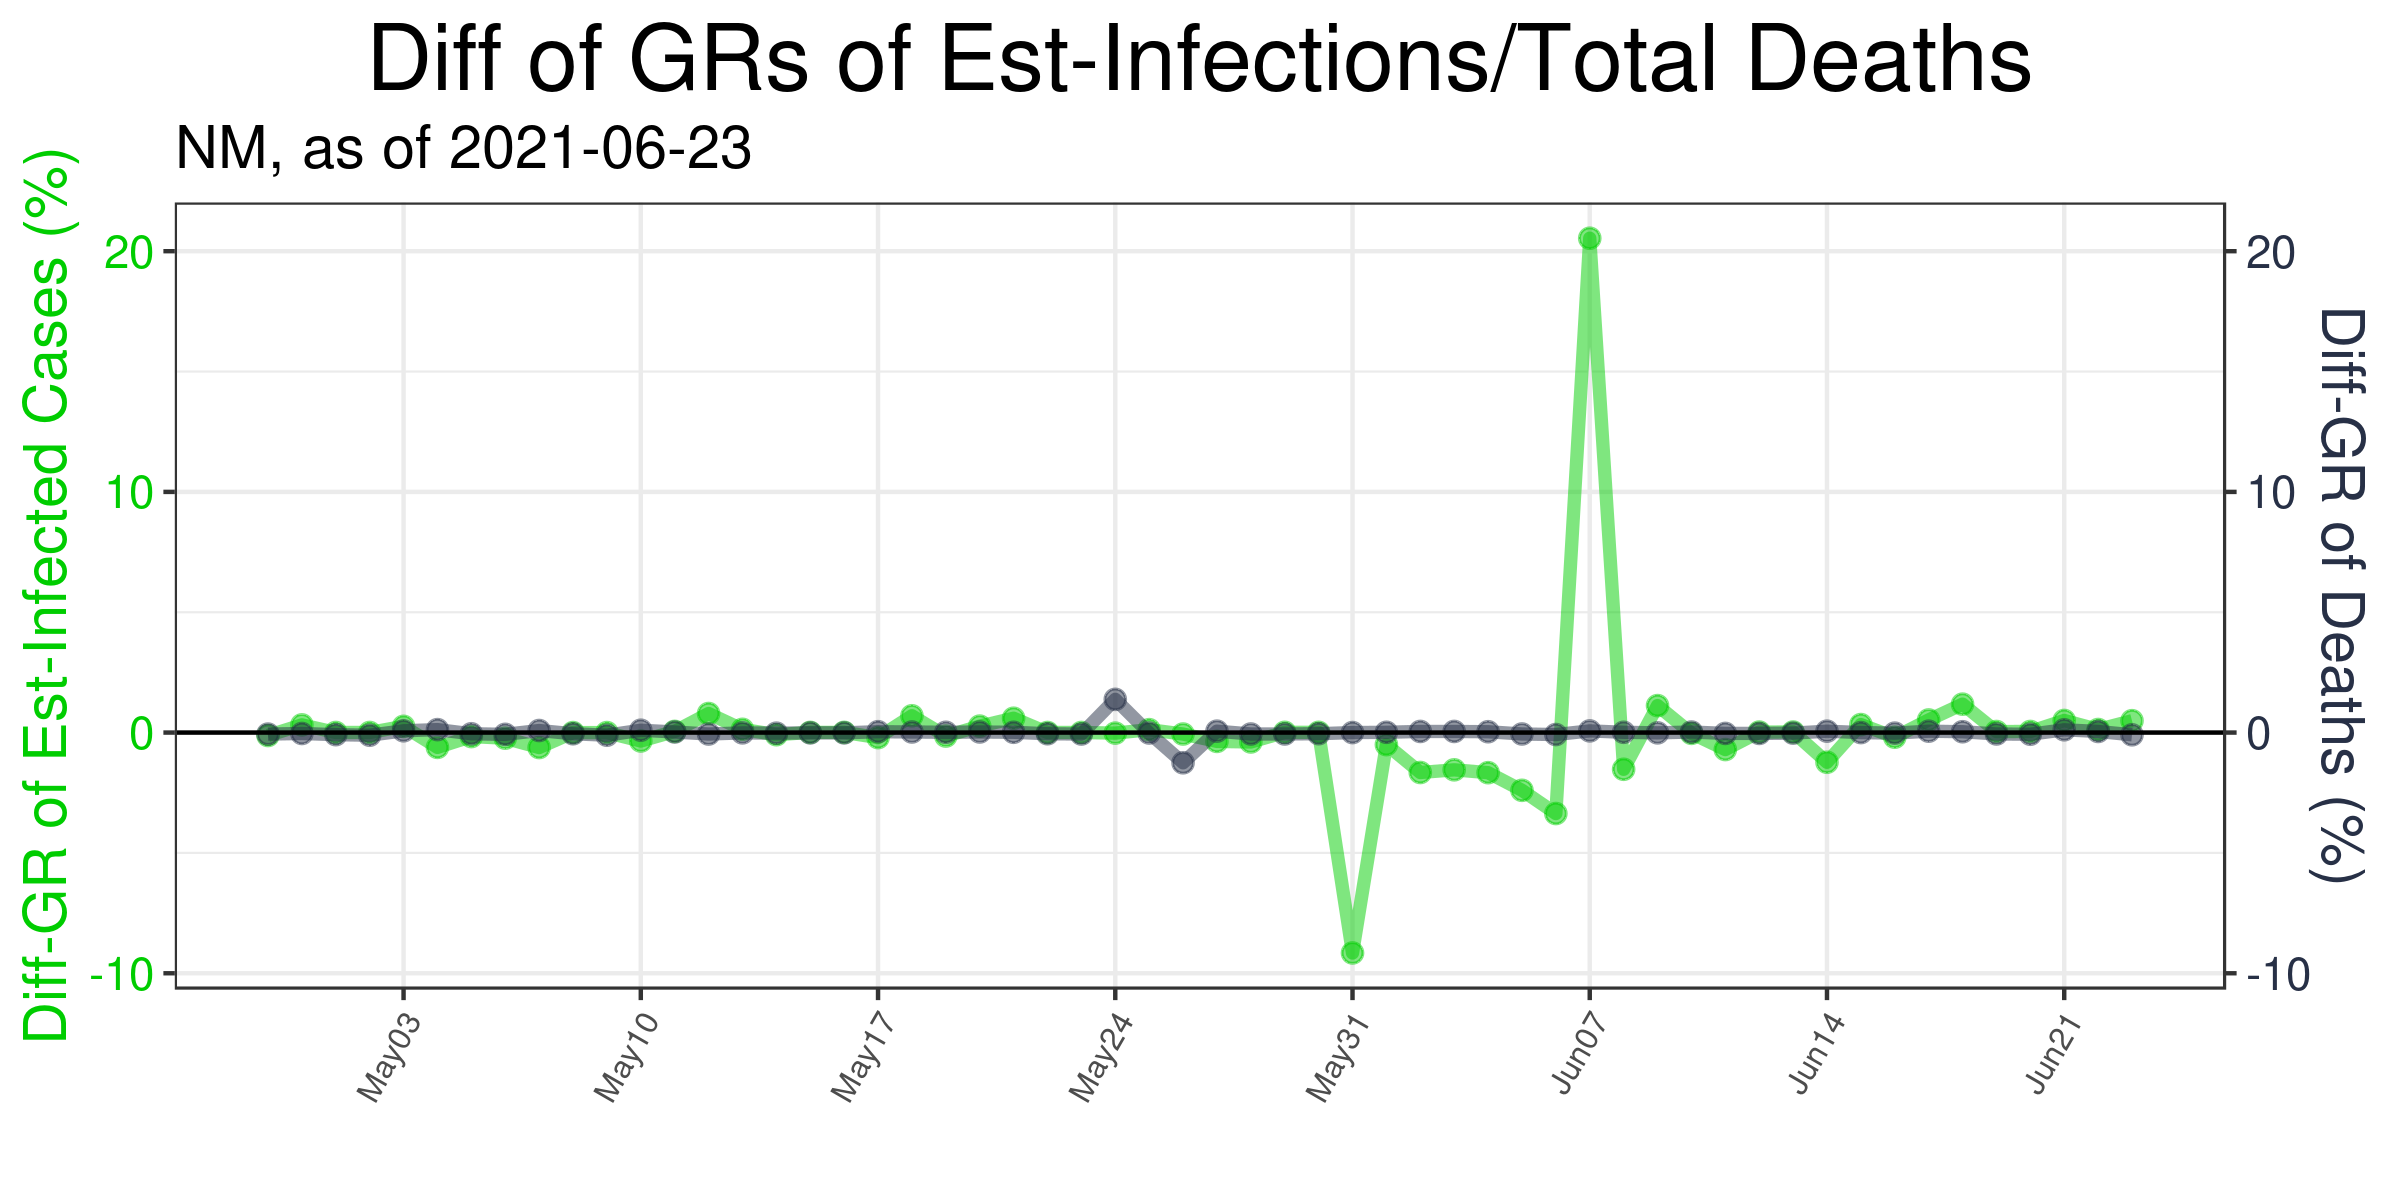 Diff of GRs of Est-Infections/Total Deaths
NM, as of 2021-06-23
Diff-GR of Est-Infected Cases (%)
20
10
0
-10
20
10
0
-10
Diff-GR of Deaths (%)
May03
May10
May17
May24
May31
Jun07
Jun14
Jun21